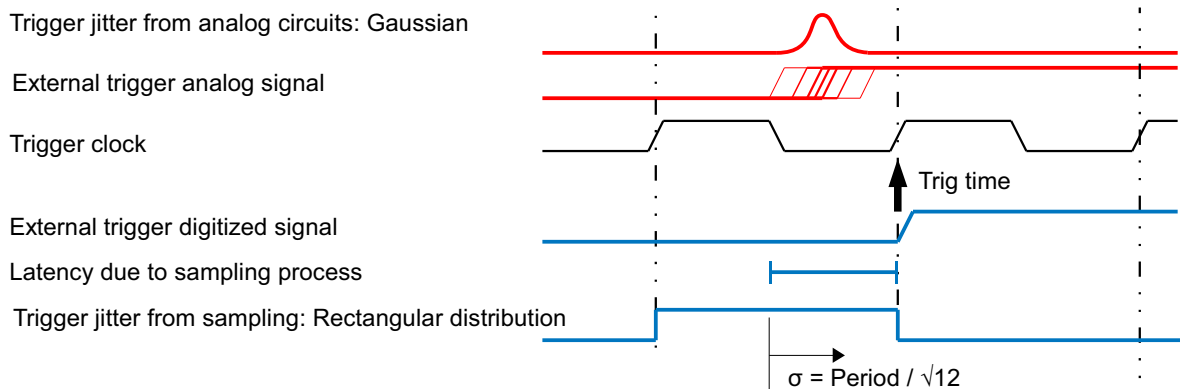 Trigger jitter from analog circuits: Gaussian
External trigger analog signal
Trigger clock
Trig time
External trigger digitized signal
Latency due to sampling process
Trigger jitter from sampling: Rectangular distribution
σ = Period / √12